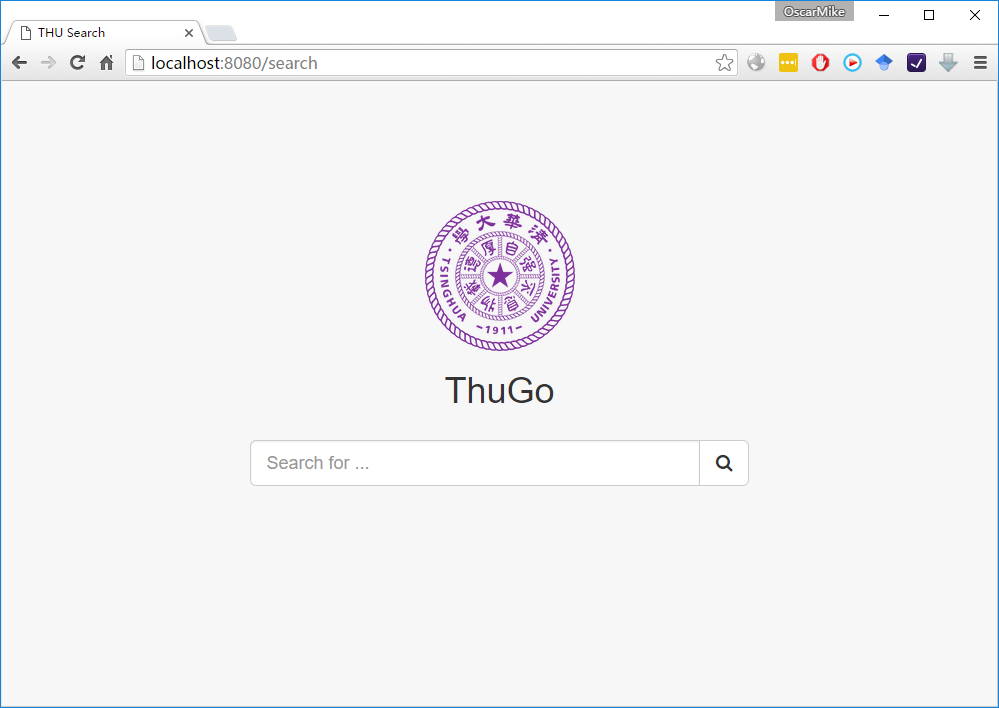 OscarMike
THU Search
localhost:8080/search
清華大學
自强不息
厚德載物
TSINGHUA UNIVERSITY
-1911-
ThuGo
Search for ...